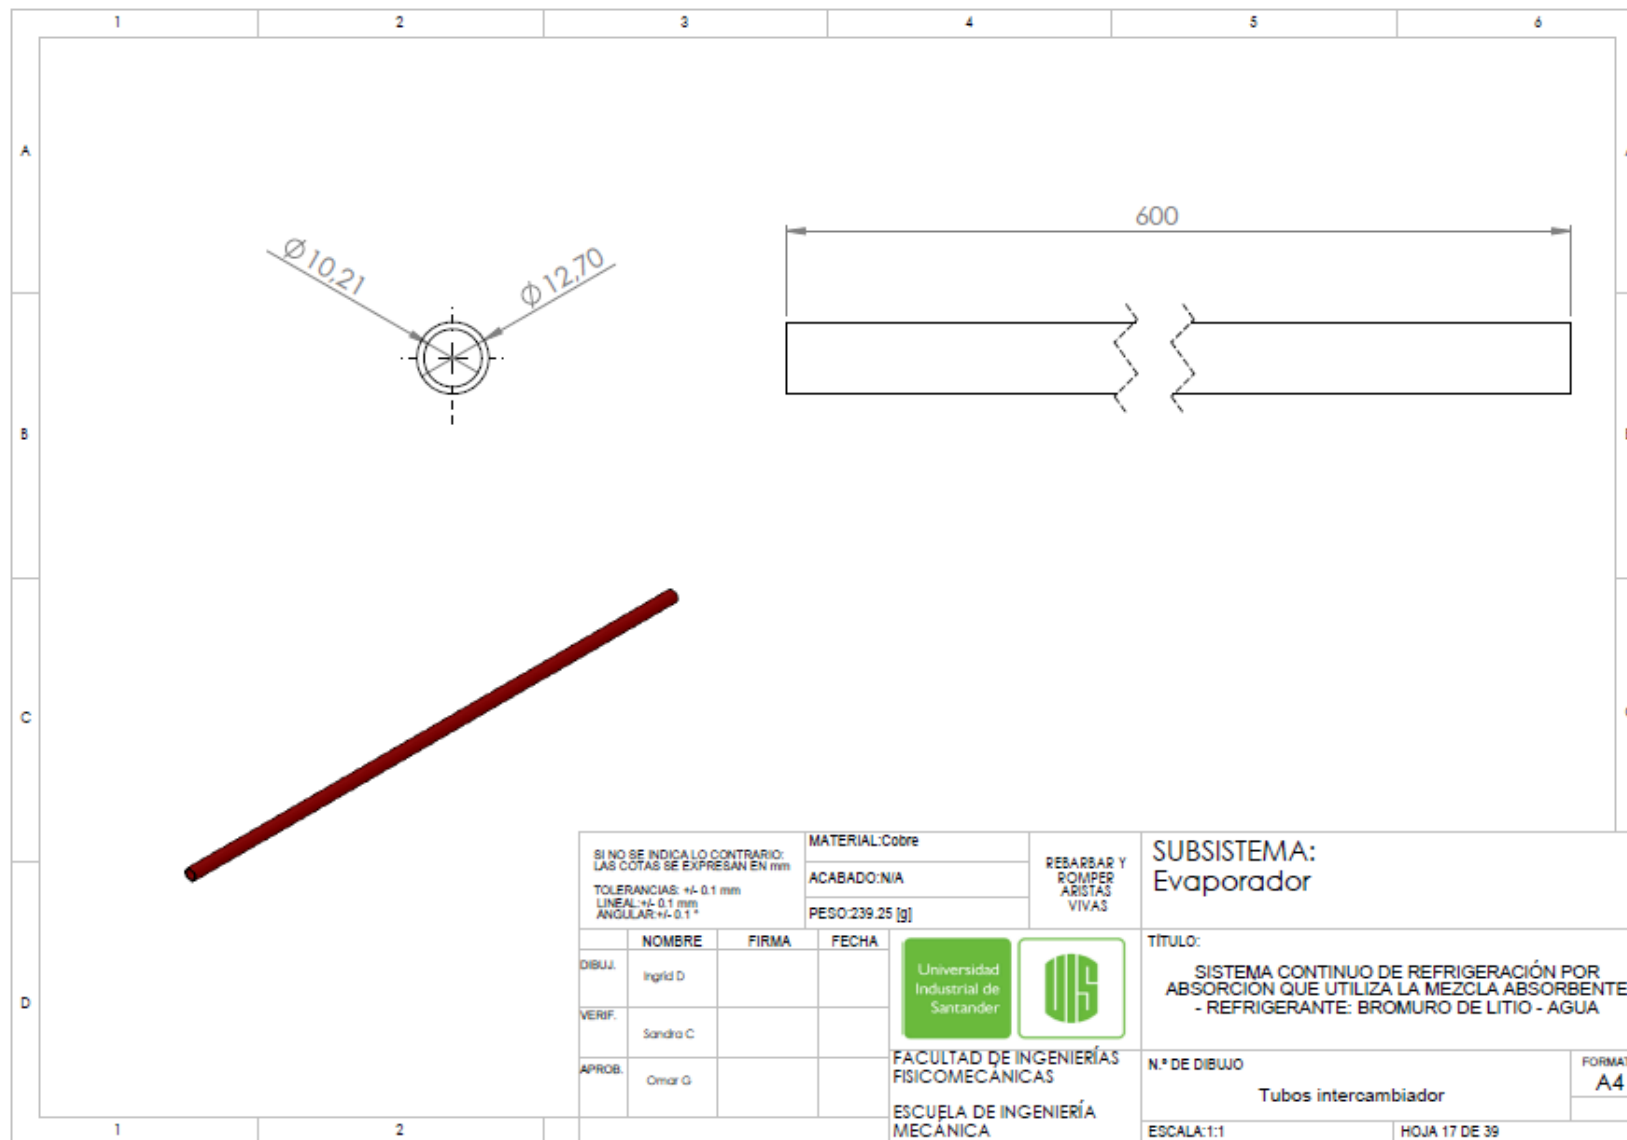 1 2 3 4 5 6
A
B
C
D
Ø10,21
Ø12,70
600
SI NO SE INDICA LO CONTRARIO:
LAS COTAS SE EXPRESAN EN mm
TOLERANCIAS: +/- 0.1 mm
LINEAL:+/- 0.1 mm
ANGULAR:+/- 0.1 °
MATERIAL:Cobre
ACABADO:N/A
PESO:239.25 [g]
REBARBAR Y
ROMPER
ARISTAS
VIVAS
SUBSISTEMA:
Evaporador
NOMBRE FIRMA FECHA
DIBUJ. Ingrid D
VERIF. Sandra C
APROB. Omar G
Universidad
Industrial de
Santander
UIS
FACULTAD DE INGENIERÍAS
FISICOMECÁNICAS
ESCUELA DE INGENIERÍA
MECÁNICA
TÍTULO:
SISTEMA CONTINUO DE REFRIGERACIÓN POR
ABSORCIÓN QUE UTILIZA LA MEZCLA ABSORBENTE
- REFRIGERANTE: BROMURO DE LITIO - AGUA
N.º DE DIBUJO
Tubos intercambiador
FORMAT
A4
ESCALA:1:1
HOJA 17 DE 39
1 2